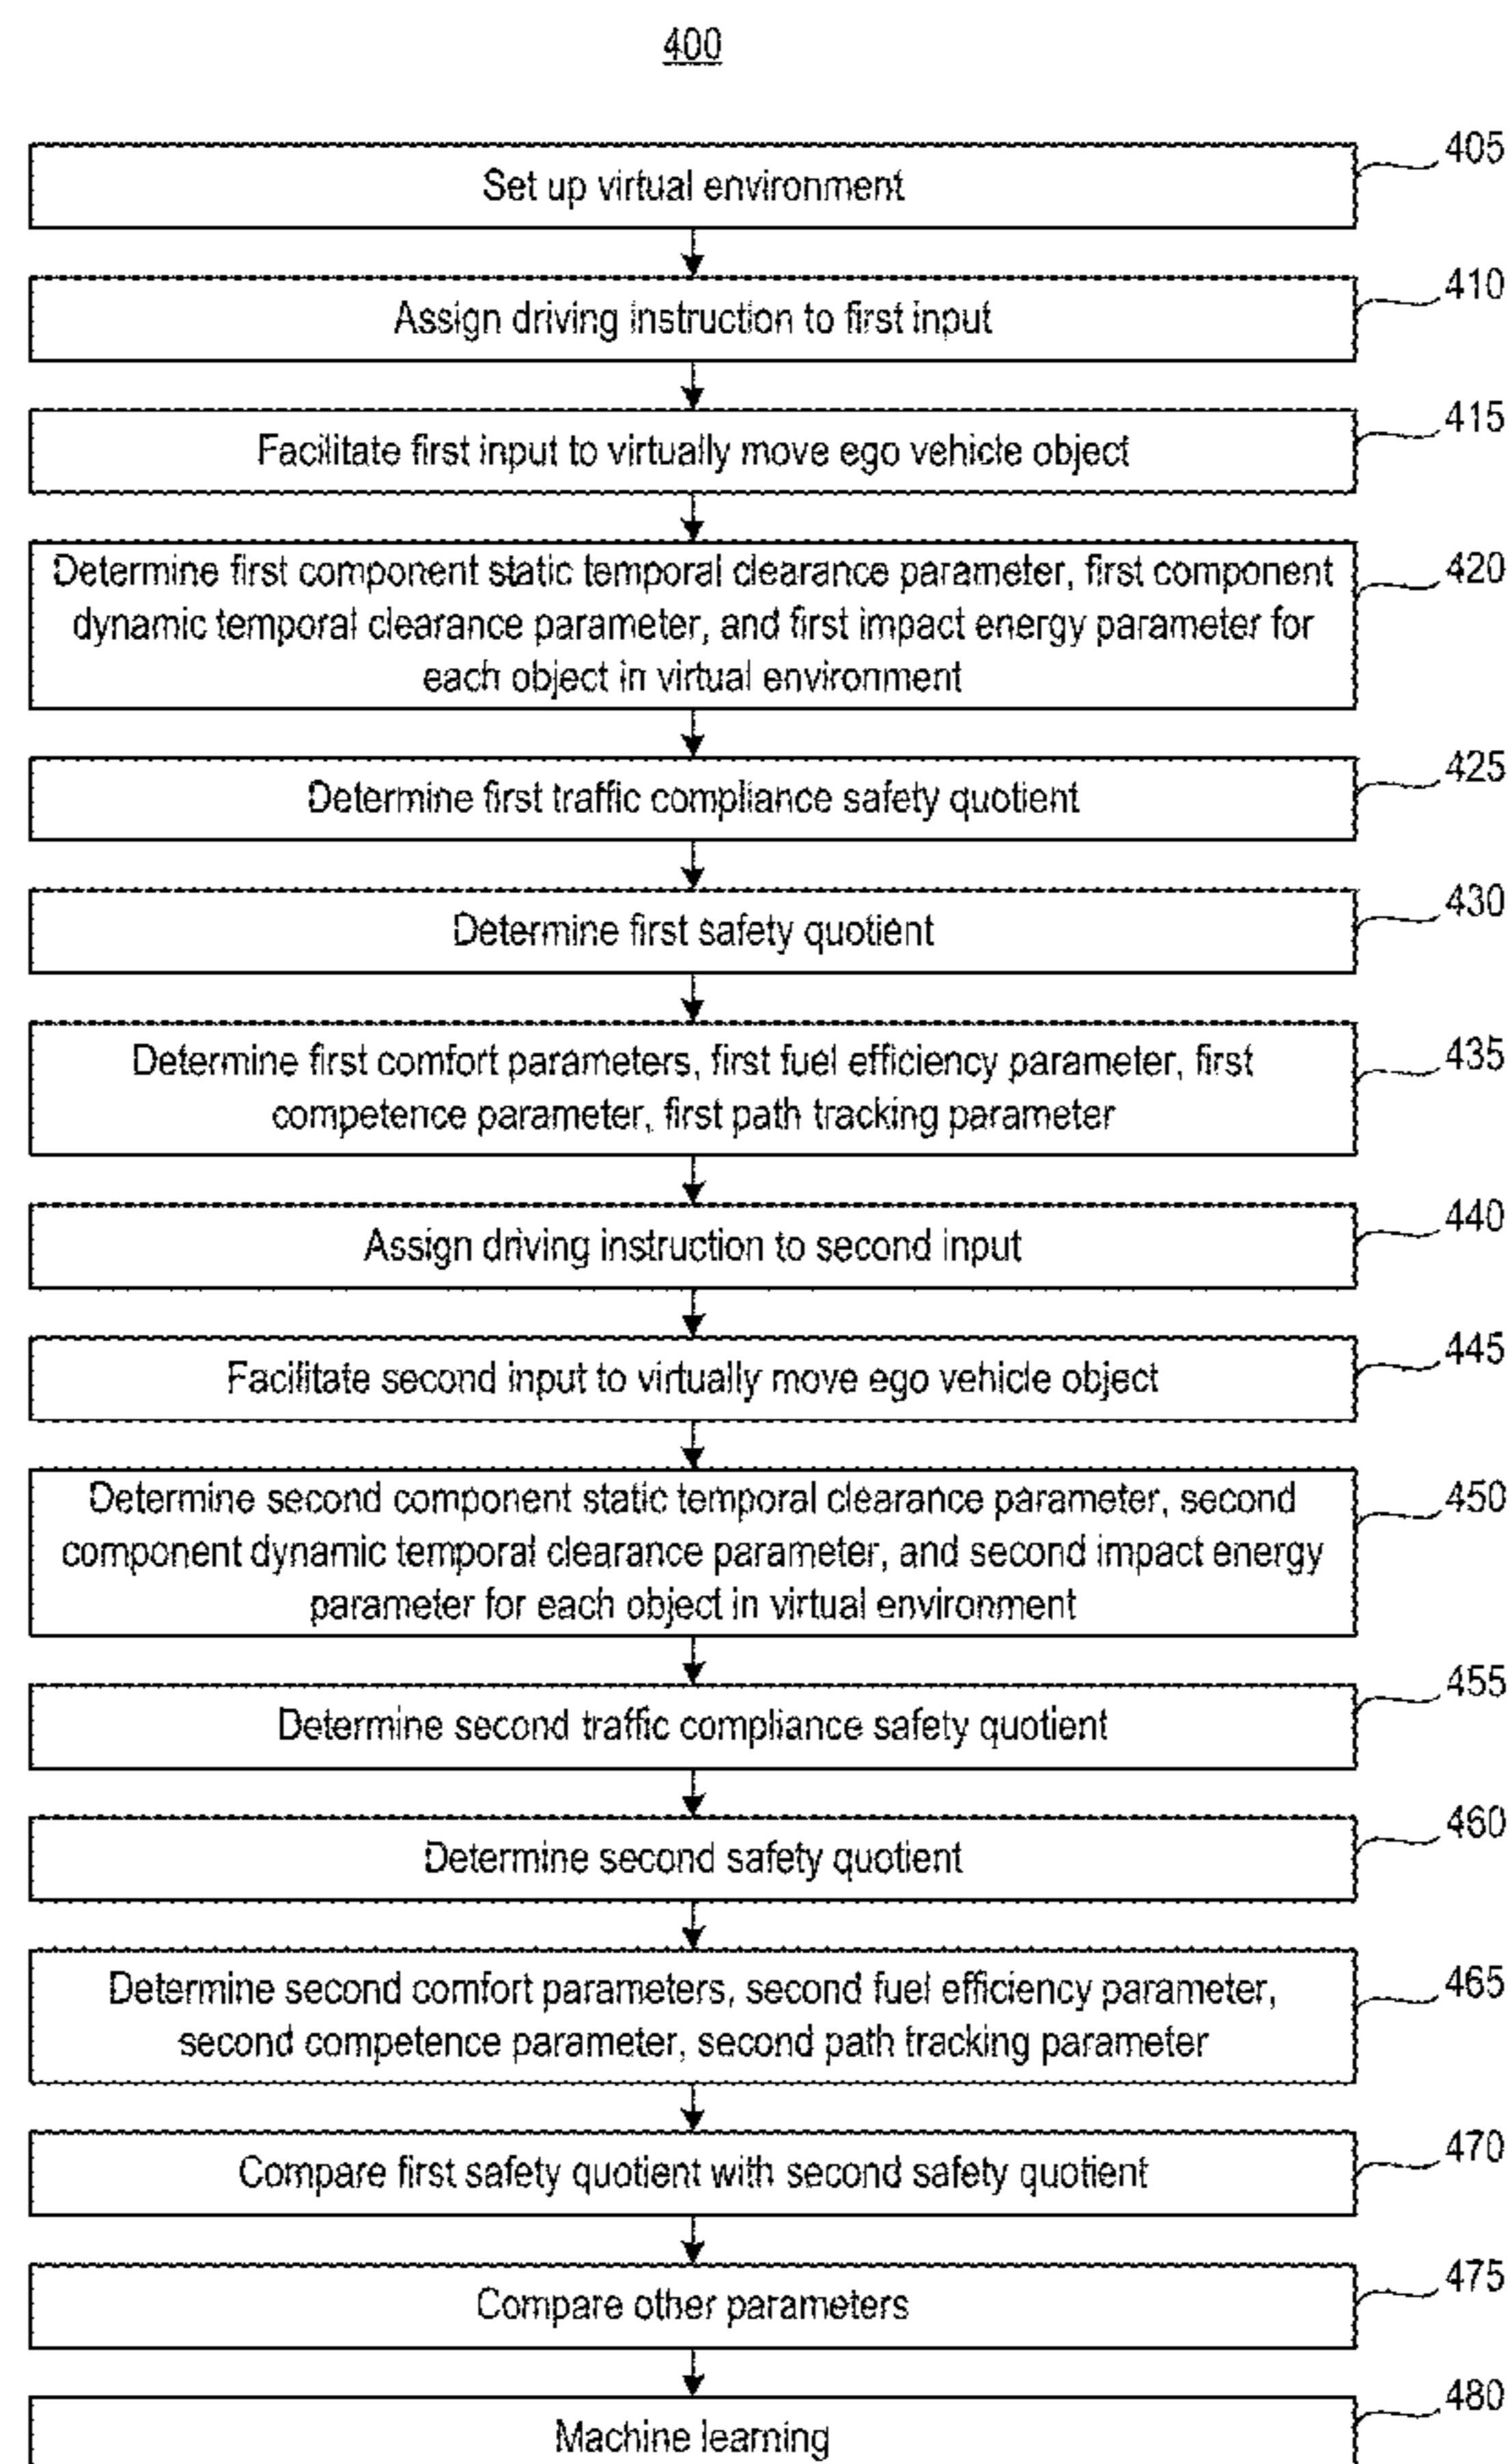 400
Set up virtual environment
405
Assign driving instruction to first input
410
Facilitate first input to virtually move ego vehicle object
415
Determine first component static temporal clearance parameter, first component
dynamic temporal clearance parameter, and first impact energy parameter for
each object in virtual environment
420
Determine first traffic compliance safety quotient
425
Determine first safety quotient
430
Determine first comfort parameters, first fuel efficiency parameter, first
competence parameter, first path tracking parameter
435
Assign driving instruction to second input
440
Facilitate second input to virtually move ego vehicle object
445
Determine second component static temporal clearance parameter, second
component dynamic temporal clearance parameter, and second impact energy
parameter for each object in virtual environment
450
Determine second traffic compliance safety quotient
455
Determine second safety quotient
460
Determine second comfort parameters, second fuel efficiency parameter,
second competence parameter, second path tracking parameter
465
Compare first safety quotient with second safety quotient
470
Compare other parameters
475
Machine learning
480